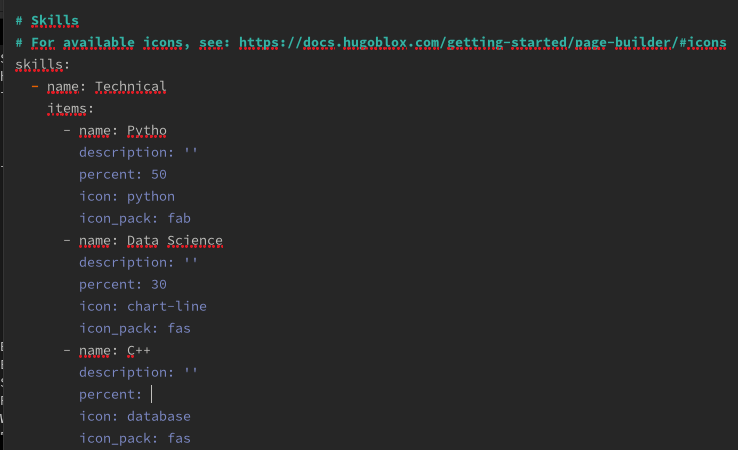 # Skills
# For available icons, see: https://docs.hugoblox.com/getting-started/page-builder/#icons
skills:
  - name: Technical
    items:
      - name: Pytho
        description: ''
        percent: 50
        icon: python
        icon_pack: fab
      - name: Data Science
        description: ''
        percent: 30
        icon: chart-line
        icon_pack: fas
      - name: C++
        description: ''
        percent:
        icon: database
        icon_pack: fas